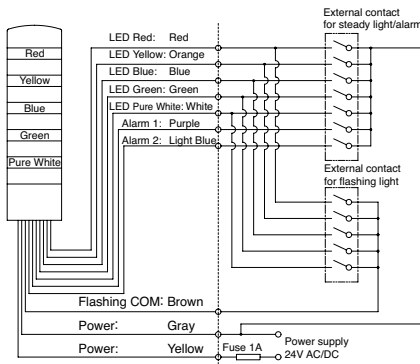 External contact
for steady light/alarm
LED Red: Red
LED Yellow: Orange
LED Blue: Blue
LED Green: Green
LED Pure White: White
Alarm 1: Purple
Alarm 2: Light Blue
Red
Yellow
Blue
Green
Pure White
External contact
for flashing light
Flashing COM: Brown
Power: Gray
Power: Yellow
Fuse 1A
Power supply
24V AC/DC